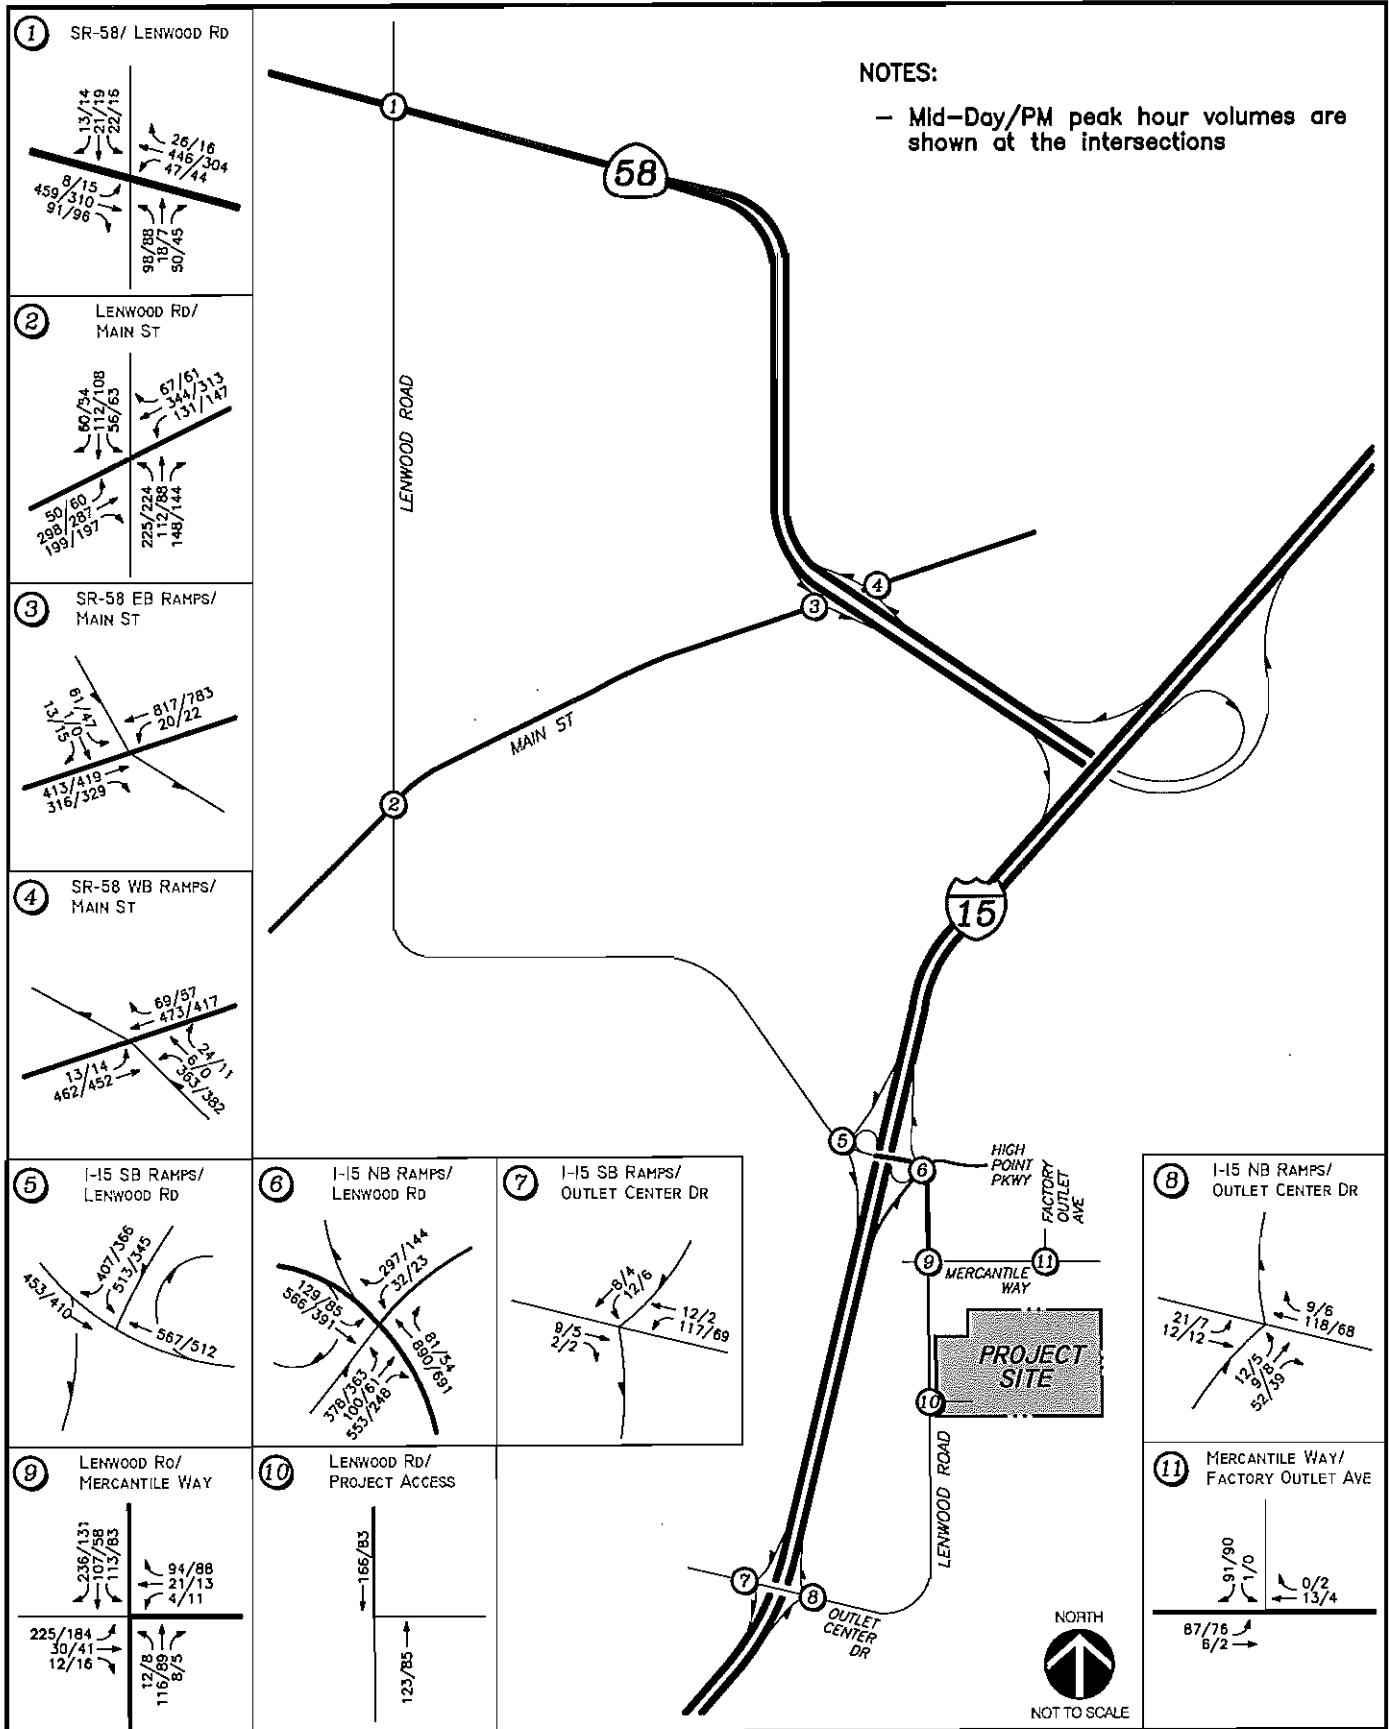 1
SR-58/ LENWOOD RD
13/14
21/19
22/16
26/16
446/304
47/44
8/15
459/310
91/96
98/88
18/7
50/45
NOTES:
– Mid-Day/PM peak hour volumes are
shown at the intersections
1
58
2
LENWOOD RD/
MAIN ST
60/54
112/108
56/63
67/61
344/313
131/147
50/60
298/287
199/197
225/224
112/88
148/144
LENWOOD ROAD
3
SR-58 EB RAMPS/
MAIN ST
61/47
1/0
13/15
817/783
20/22
413/419
316/329
4
3
MAIN ST
2
4
SR-58 WB RAMPS/
MAIN ST
69/57
473/417
13/14
462/452
24/11
6/0
363/382
15
5
6
HIGH
POINT
PKWY
FACTORY
OUTLET
AVE
9
11
MERCANTILE
WAY
PROJECT
SITE
10
LENWOOD ROAD
5
I-15 SB RAMPS/
LENWOOD RD
407/366
513/345
453/410
567/512
6
I-15 NB RAMPS/
LENWOOD RD
297/144
32/23
129/85
566/391
81/54
890/691
378/363
100/61
553/248
7
I-15 SB RAMPS/
OUTLET CENTER DR
8/4
12/6
12/2
117/69
9/5
2/2
8
I-15 NB RAMPS/
OUTLET CENTER DR
9/6
118/68
21/7
12/12
12/5
9/8
52/39
9
LENWOOD RD/
MERCANTILE WAY
236/131
107/58
113/83
94/88
21/13
4/11
225/184
30/41
12/16
12/8
116/89
8/5
10
LENWOOD RD/
PROJECT ACCESS
166/83
123/85
7
8
OUTLET
CENTER
DR
NORTH
NOT TO SCALE
11
MERCANTILE WAY/
FACTORY OUTLET AVE
91/90
1/0
0/2
13/4
87/76
6/2